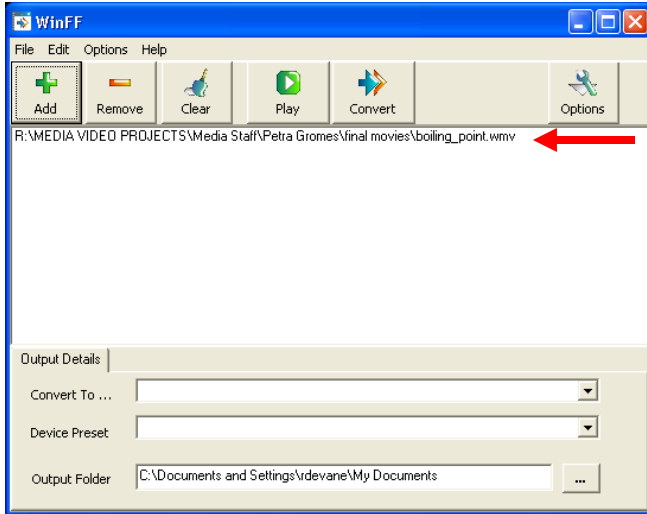 WinFF
File Edit Options Help
Add Remove Clear Play Convert Options
R:\MEDIA VIDEO PROJECTS\Media Staff\Petra Gromes\final movies\boiling_point.wmv
Output Details
Convert To ...
Device Preset
Output Folder C:\Documents and Settings\rdevane\My Documents ...